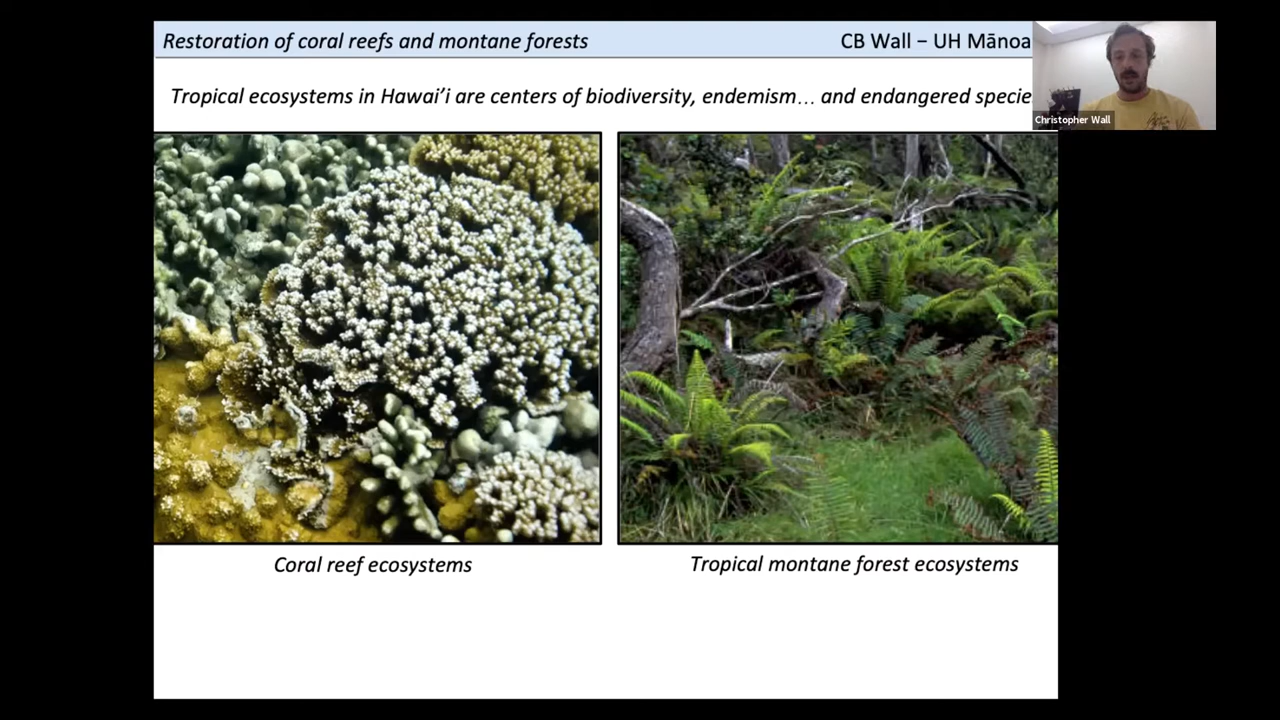 Restoration of coral reefs and montane forests
CB Wall – UH Mānoa
Tropical ecosystems in Hawai'i are centers of biodiversity, endemism... and endangered specie
Christopher Wall
Coral reef ecosystems
Tropical montane forest ecosystems